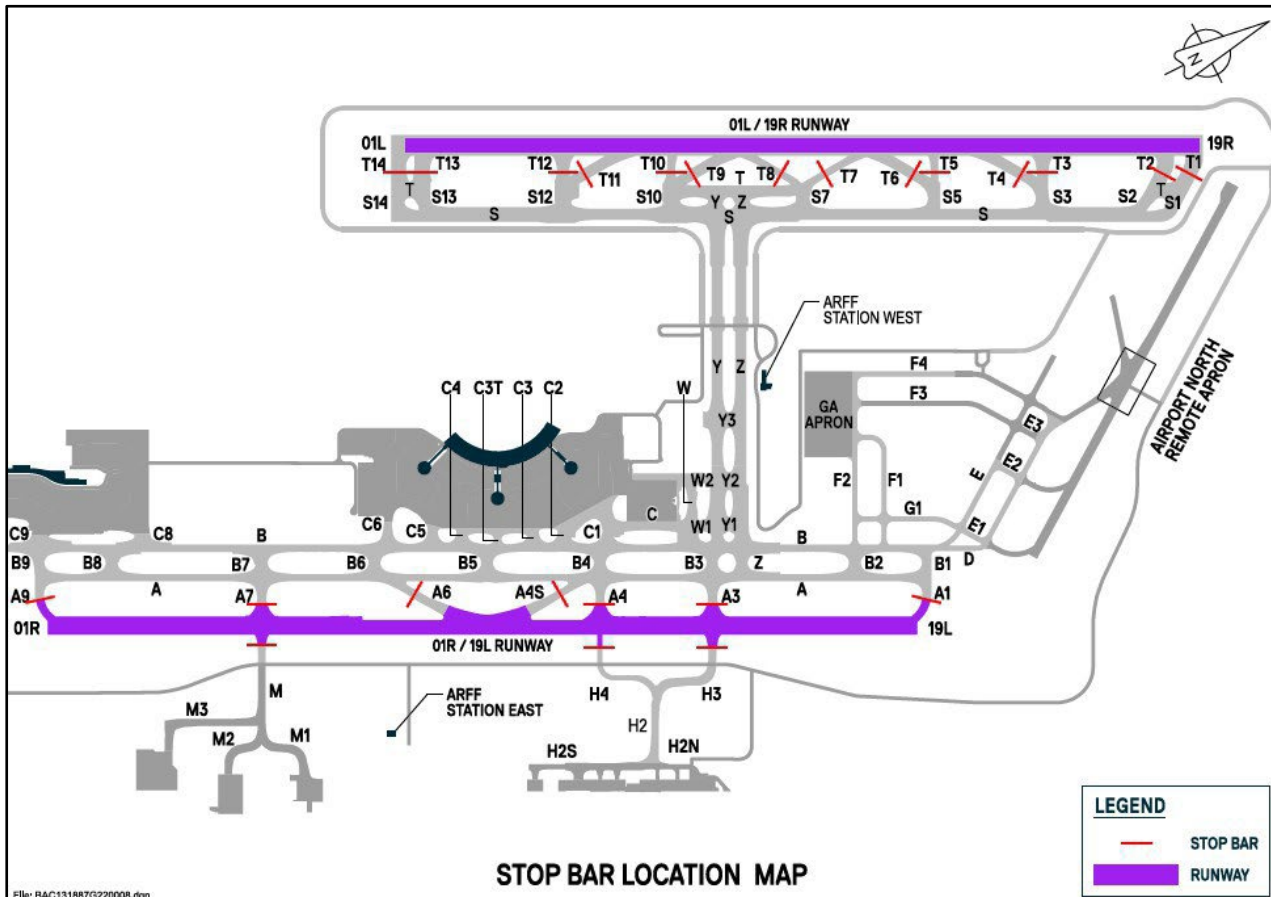 N
01L / 19R RUNWAY
01L
19R
T14
T13
T12
T11
T10
T9
T
T8
T7
T6
T5
T4
T3
T2
T1
T
T
S14
S13
S12
S10
Y
Z
S7
S5
S3
S2
S1
S
S
S
ARFF
STATION WEST
Y
Z
F4
F3
C4
C3T
C3
C2
W
Y3
GA
APRON
E3
AIRPORT NORTH
REMOTE APRON
W2
Y2
F2
F1
E
E2
C
G1
C9
C8
B
C6
C5
C1
W1
Y1
B
E1
B9
B8
B7
B6
B5
B4
B3
Z
B2
B1
D
A9
A
A7
A6
A4S
A4
A3
A
A1
01R
01R / 19L RUNWAY
19L
M
ARFF
STATION EAST
H4
H3
M3
M2
M1
H2
H2S
H2N
LEGEND
STOP BAR
RUNWAY
STOP BAR LOCATION MAP
File: BAC131887G220008.dgn